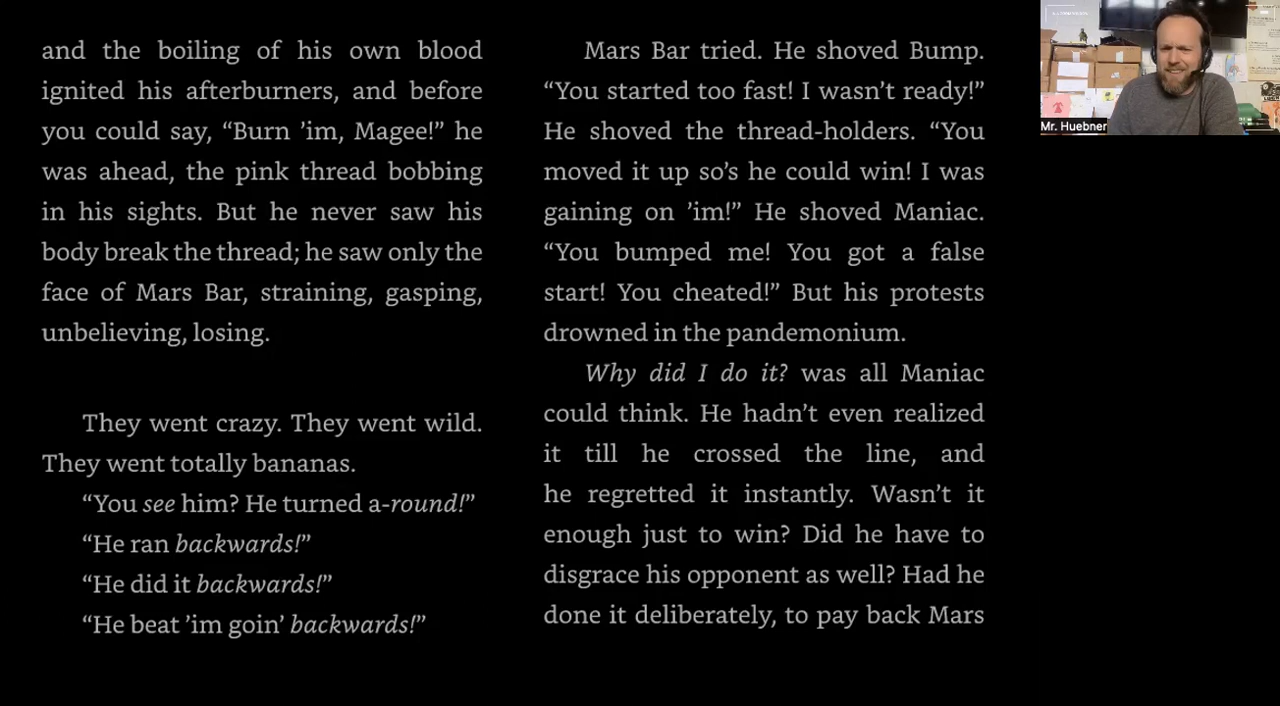 and the boiling of his own blood
ignited his afterburners, and before
you could say, “Burn ’im, Magee!” he
was ahead, the pink thread bobbing
in his sights. But he never saw his
body break the thread; he saw only the
face of Mars Bar, straining, gasping,
unbelieving, losing.
They went crazy. They went wild.
They went totally bananas.
“You see him? He turned a-round!”
“He ran backwards!”
“He did it backwards!”
“He beat ’im goin’ backwards!”
Mars Bar tried. He shoved Bump.
“You started too fast! I wasn’t ready!”
He shoved the thread-holders. “You
moved it up so’s he could win! I was
gaining on ’im!” He shoved Maniac.
“You bumped me! You got a false
start! You cheated!” But his protests
drowned in the pandemonium.
Why did I do it? was all Maniac
could think. He hadn’t even realized
it till he crossed the line, and
he regretted it instantly. Wasn’t it
enough just to win? Did he have to
disgrace his opponent as well? Had he
done it deliberately, to pay back Mars
Mr. Huebner